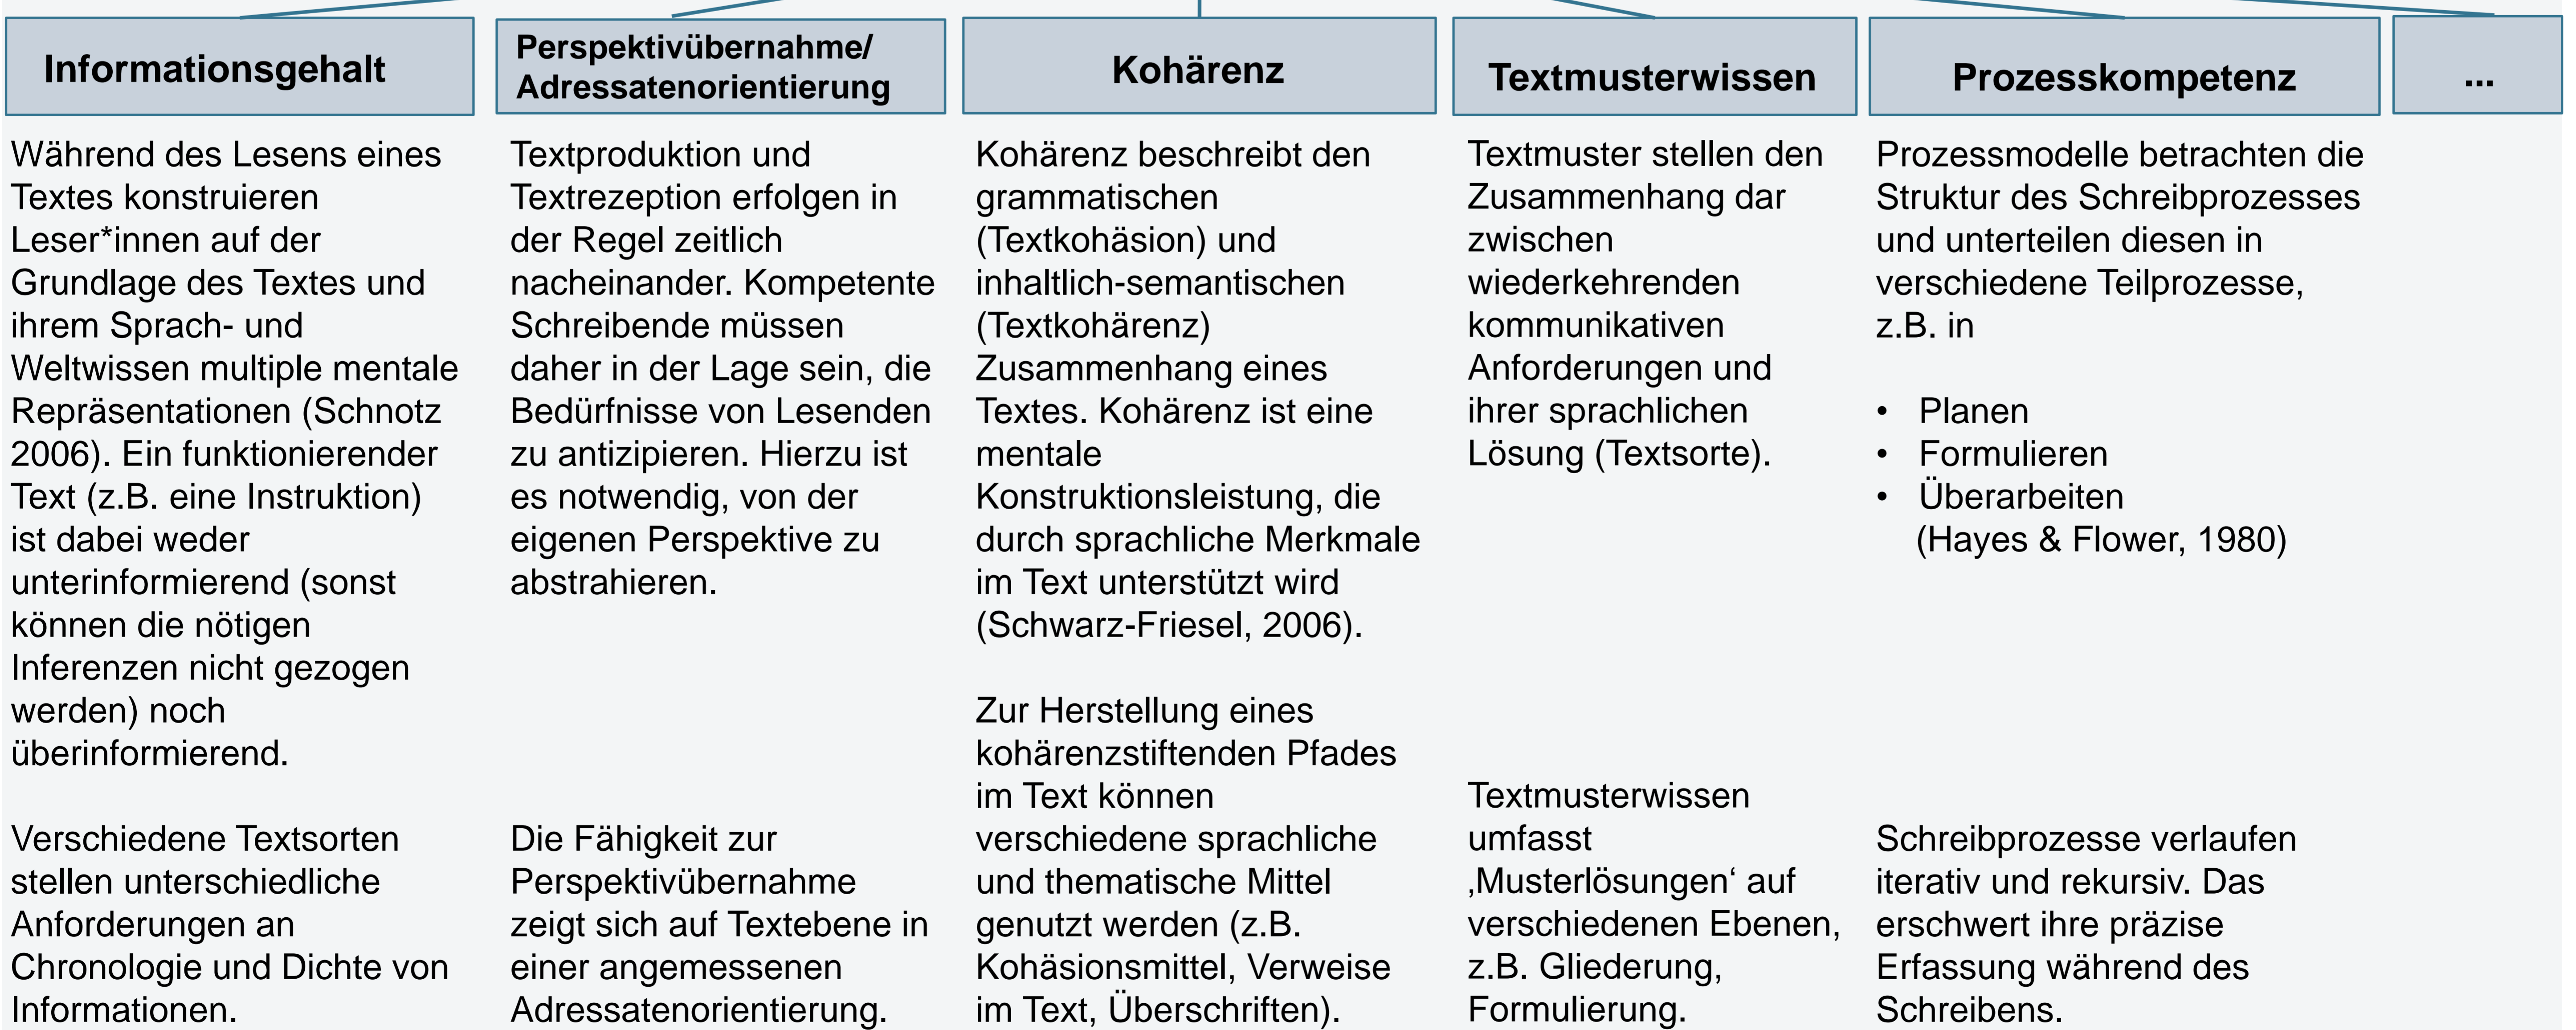 Informationsgehalt
Während des Lesens eines
Textes konstruieren
Leser*innen auf der
Grundlage des Textes und
ihrem Sprach- und
Weltwissen multiple mentale
Repräsentationen (Schnotz
2006). Ein funktionierender
Text (z.B. eine Instruktion)
ist dabei weder
unterinformierend (sonst
können die nötigen
Inferenzen nicht gezogen
werden) noch
überinformierend.
Verschiedene Textsorten
stellen unterschiedliche
Anforderungen an
Chronologie und Dichte von
Informationen.
Perspektivübernahme/
Adressatenorientierung
Textproduktion und
Textrezeption erfolgen in
der Regel zeitlich
nacheinander. Kompetente
Schreibende müssen
daher in der Lage sein, die
Bedürfnisse von Lesenden
zu antizipieren. Hierzu ist
es notwendig, von der
eigenen Perspektive zu
abstrahieren.
Die Fähigkeit zur
Perspektivübernahme
zeigt sich auf Textebene in
einer angemessenen
Adressatenorientierung.
Kohärenz
Kohärenz beschreibt den
grammatischen
(Textkohäsion) und
inhaltlich-semantischen
(Textkohärenz)
Zusammenhang eines
Textes. Kohärenz ist eine
mentale
Konstruktionsleistung, die
durch sprachliche Merkmale
im Text unterstützt wird
(Schwarz-Friesel, 2006).
Zur Herstellung eines
kohärenzstiftenden Pfades
im Text können
verschiedene sprachliche
und thematische Mittel
genutzt werden (z.B.
Kohäsionsmittel, Verweise
im Text, Überschriften).
Textmusterwissen
Textmuster stellen den
Zusammenhang dar
zwischen
wiederkehrenden
kommunikativen
Anforderungen und
ihrer sprachlichen
Lösung (Textsorte).
Textmusterwissen
umfasst
‚Musterlösungen‘ auf
verschiedenen Ebenen,
z.B. Gliederung,
Formulierung.
Prozesskompetenz
Prozessmodelle betrachten die
Struktur des Schreibprozesses
und unterteilen diesen in
verschiedene Teilprozesse,
z.B. in
• Planen
• Formulieren
• Überarbeiten
(Hayes & Flower, 1980)
Schreibprozesse verlaufen
iterativ und rekursiv. Das
erschwert ihre präzise
Erfassung während des
Schreibens.
...